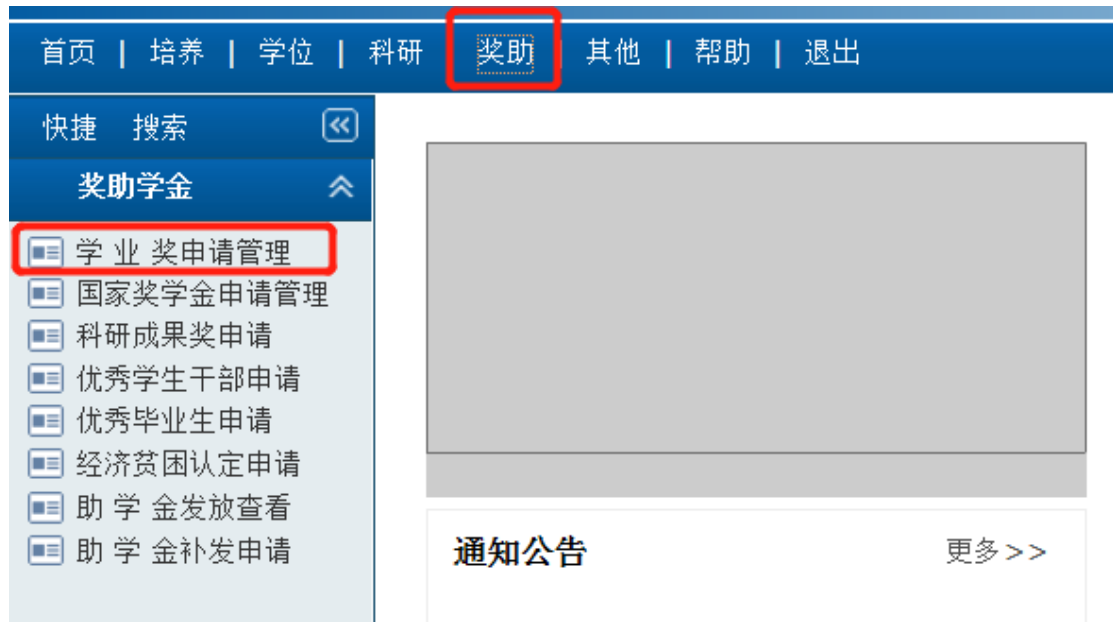 首页 | 培养 | 学位 | 科研 奖助 | 其他 | 帮助 | 退出
快捷 搜索
奖助学金
学 业 奖申请管理
国家奖学金申请管理
科研成果奖申请
优秀学生干部申请
优秀毕业生申请
经济贫困认定申请
助 学 金发放查看
助 学 金补发申请
通知公告 更多>>